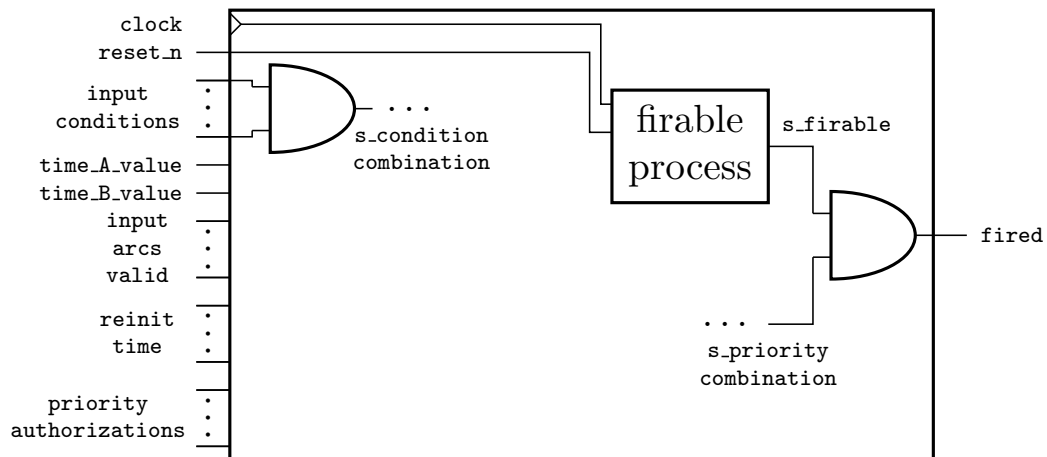 clock
reset_n
input
conditions
time_A_value
time_B_value
input
arcs
valid
reinit
time
priority
authorizations
. . .
s_condition
combination
firable
process
s_firable
. . .
s_priority
combination
fired